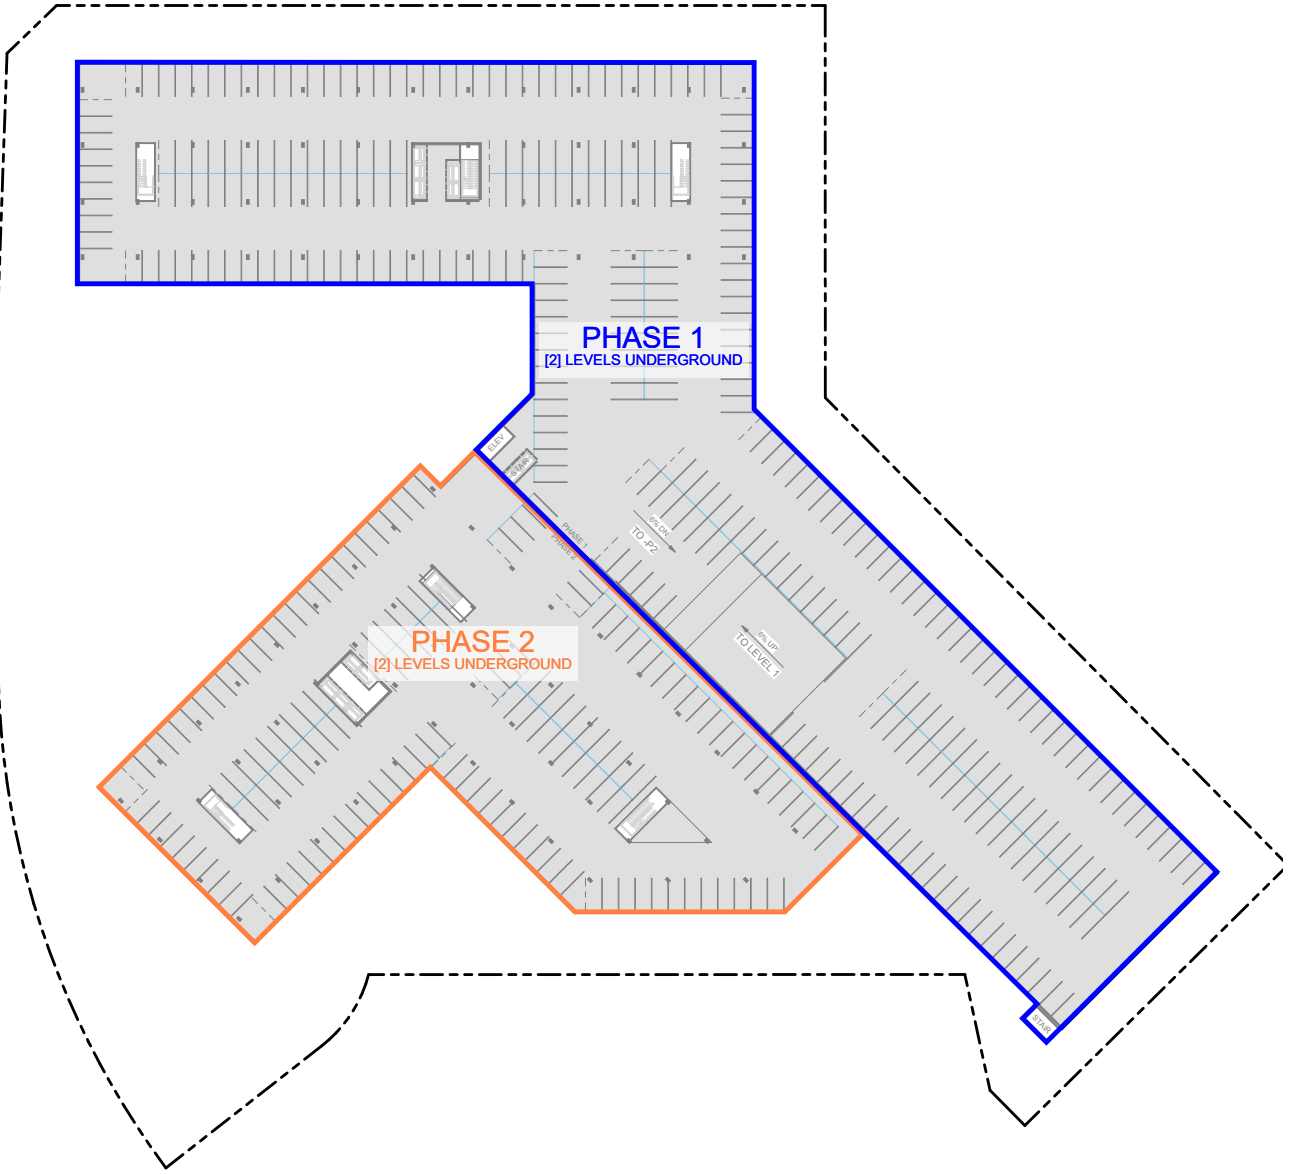 PHASE 1
[2] LEVELS UNDERGROUND
ELEV
STAIR
PHASE 1
PHASE 2
6% DN
TO -P2
6% UP
TO LEVEL 1
PHASE 2
[2] LEVELS UNDERGROUND
STAIR